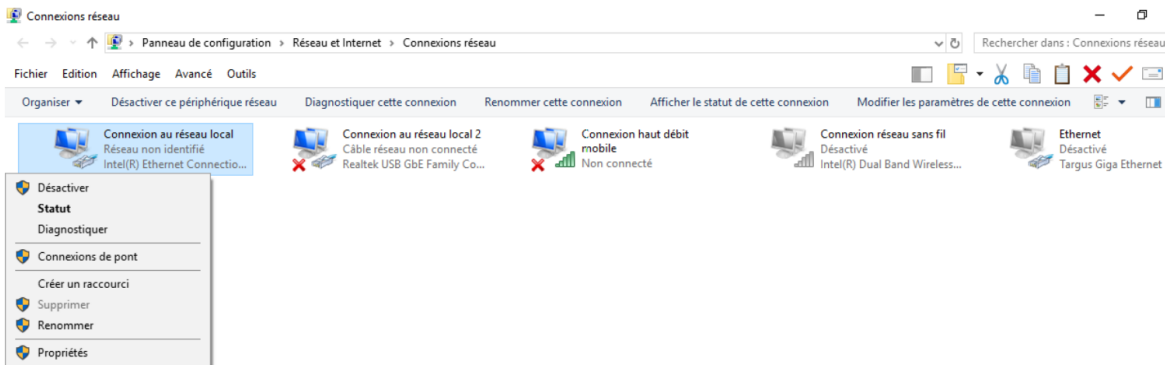 Connexions réseau
Panneau de configuration > Réseau et Internet > Connexions réseau
Rechercher dans : Connexions réseau
Fichier Edition Affichage Avancé Outils
Organiser Désactiver ce périphérique réseau Diagnostiquer cette connexion Renommer cette connexion Afficher le statut de cette connexion Modifier les paramètres de cette connexion
Connexion au réseau local
Réseau non identifié
Intel(R) Ethernet Connectio...
Connexion au réseau local 2
Câble réseau non connecté
Realtek USB GbE Family Co...
Connexion haut débit
mobile
Non connecté
Connexion réseau sans fil
Désactivé
Intel(R) Dual Band Wireless...
Ethernet
Désactivé
Targus Giga Ethernet
Désactiver
Statut
Diagnostiquer
Connexions de pont
Créer un raccourci
Supprimer
Renommer
Propriétés